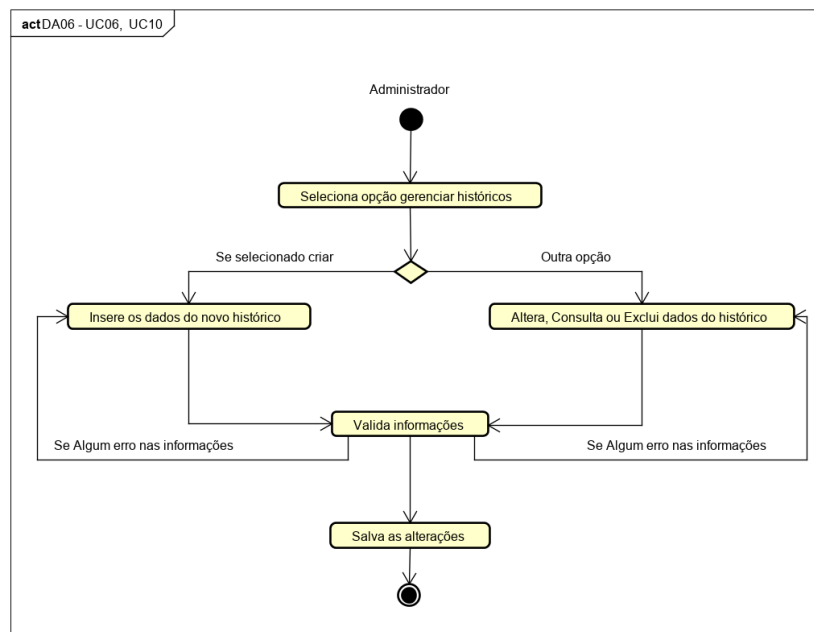 act DA06 - UC06, UC10
Administrador
Seleciona opção gerenciar históricos
Se selecionado criar
Outra opção
Insere os dados do novo histórico
Altera, Consulta ou Exclui dados do histórico
Valida informações
Se Algum erro nas informações
Se Algum erro nas informações
Salva as alterações